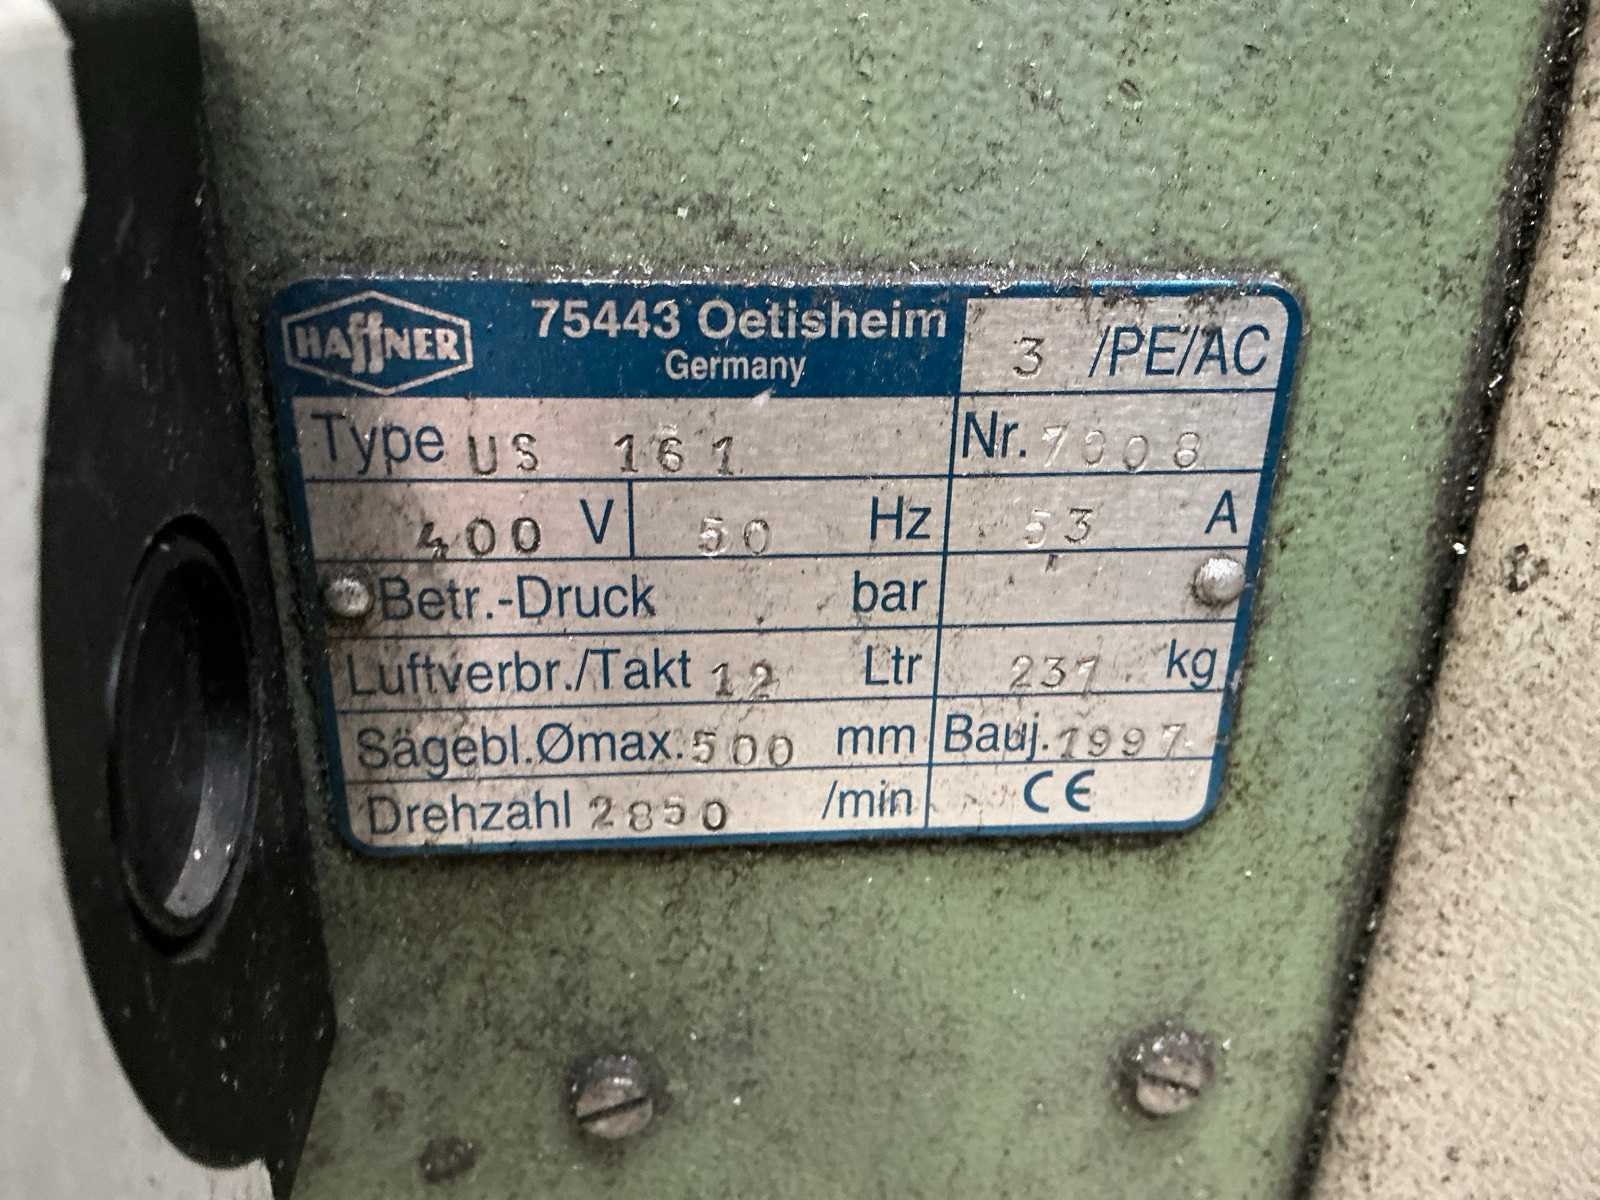 HAFFNER
75443 Oetisheim
Germany
3 /PE/AC
Type US 161
Nr. 7008
400 V 50 Hz 53 A
Betr.-Druck bar
Luftverbr./Takt 12 Ltr 237 kg
Sägebl.Ømax. 500 mm Bauj. 1997
Drehzahl 2850 /min CE